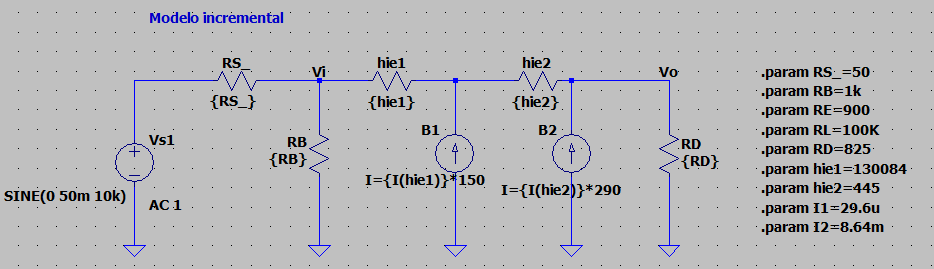 Modelo incremental
RS_
{RS_}
Vi
hie1
{hie1}
hie2
{hie2}
Vo
Vs1
SINE(0 50m 10k)
AC 1
RB
{RB}
B1
I={I(hie1)}*150
B2
I={I(hie2)}*290
RD
{RD}
.param RS_=50
.param RB=1k
.param RE=900
.param RL=100K
.param RD=825
.param hie1=130084
.param hie2=445
.param I1=29.6u
.param I2=8.64m